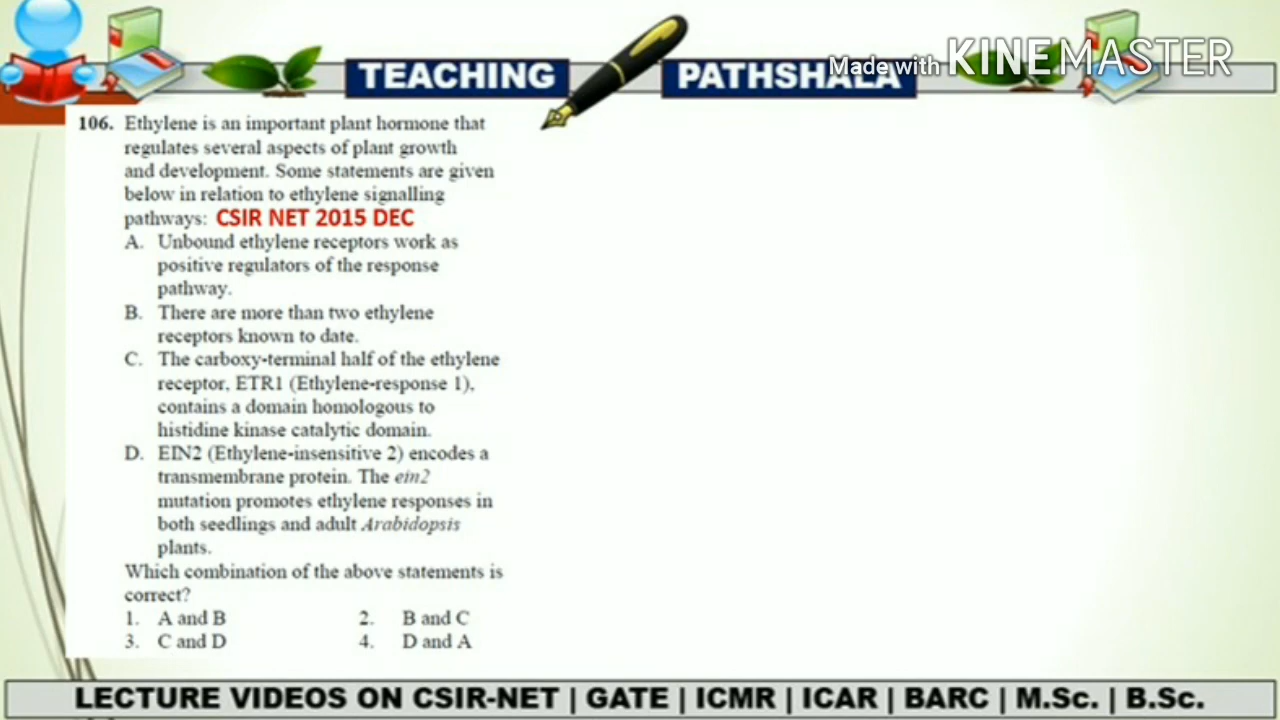 TEACHING PATHSHALA
Made with KINEMASTER
106. Ethylene is an important plant hormone that
regulates several aspects of plant growth
and development. Some statements are given
below in relation to ethylene signalling
pathways: CSIR NET 2015 DEC
A. Unbound ethylene receptors work as
positive regulators of the response
pathway.
B. There are more than two ethylene
receptors known to date.
C. The carboxy-terminal half of the ethylene
receptor, ETR1 (Ethylene-response 1),
contains a domain homologous to
histidine kinase catalytic domain.
D. EIN2 (Ethylene-insensitive 2) encodes a
transmembrane protein. The ein2
mutation promotes ethylene responses in
both seedlings and adult Arabidopsis
plants.
Which combination of the above statements is
correct?
1. A and B 2. B and C
3. C and D 4. D and A
LECTURE VIDEOS ON CSIR-NET | GATE | ICMR | ICAR | BARC | M.Sc. | B.Sc.